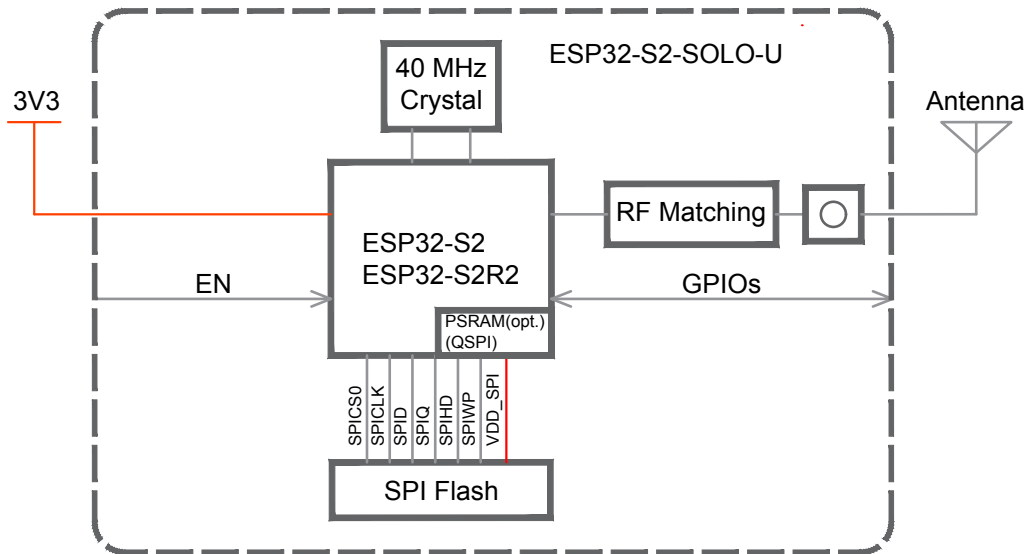 ESP32-S2-SOLO-U
40 MHz
Crystal
3V3
Antenna
RF Matching
ESP32-S2
ESP32-S2R2
EN
GPIOs
PSRAM(opt.)
(QSPI)
SPICS0
SPICLK
SPID
SPIQ
SPIHD
SPIWP
VDD_SPI
SPI Flash